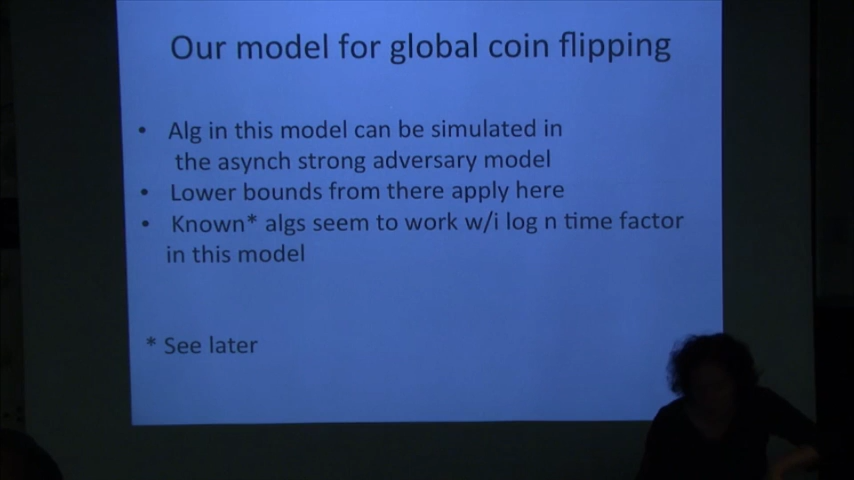 Our model for global coin flipping
• Alg in this model can be simulated in
the asynch strong adversary model
• Lower bounds from there apply here
• Known* algs seem to work w/i log n time factor
in this model
* See later